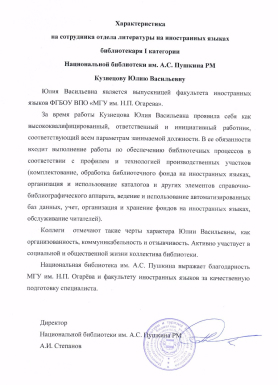 Характеристика
на сотрудника отдела литературы на иностранных языках
библиотекаря I категории
Национальной библиотеки им. А.С. Пушкина РМ
Кузнецову Юлию Васильевну
Юлия Васильевна является выпускницей факультета иностранных
языков ФГБОУ ВПО «МГУ им. Н.П. Огарева».
За время работы Кузнецова Юлия Васильевна проявила себя как
высококвалифицированный, ответственный и инициативный работник,
соответствующий всем параметрам занимаемой должности. В ее обязанности
входит выполнение работы по обеспечению библиотечных процессов в
соответствии с профилем и технологией производственных участков
(комплектование, обработка библиотечного фонда на иностранных языках,
организация и использование каталогов и других элементов справочно-
библиографического аппарата, ведение и использование автоматизированных
баз данных, учет, организация и хранение фондов на иностранных языках,
обслуживание читателей).
Коллеги отмечают такие черты характера Юлии Васильевны, как
организованность, коммуникабельность и отзывчивость. Активно участвует в
социальной и общественной жизни коллектива библиотеки.
Национальная библиотека им. А.С. Пушкина выражает благодарность
МГУ им. Н.П. Огарёва и факультету иностранных языков за качественную
подготовку специалиста.
Директор
Национальной библиотеки им. А.С. Пушкина РМ
А.И. Степанов